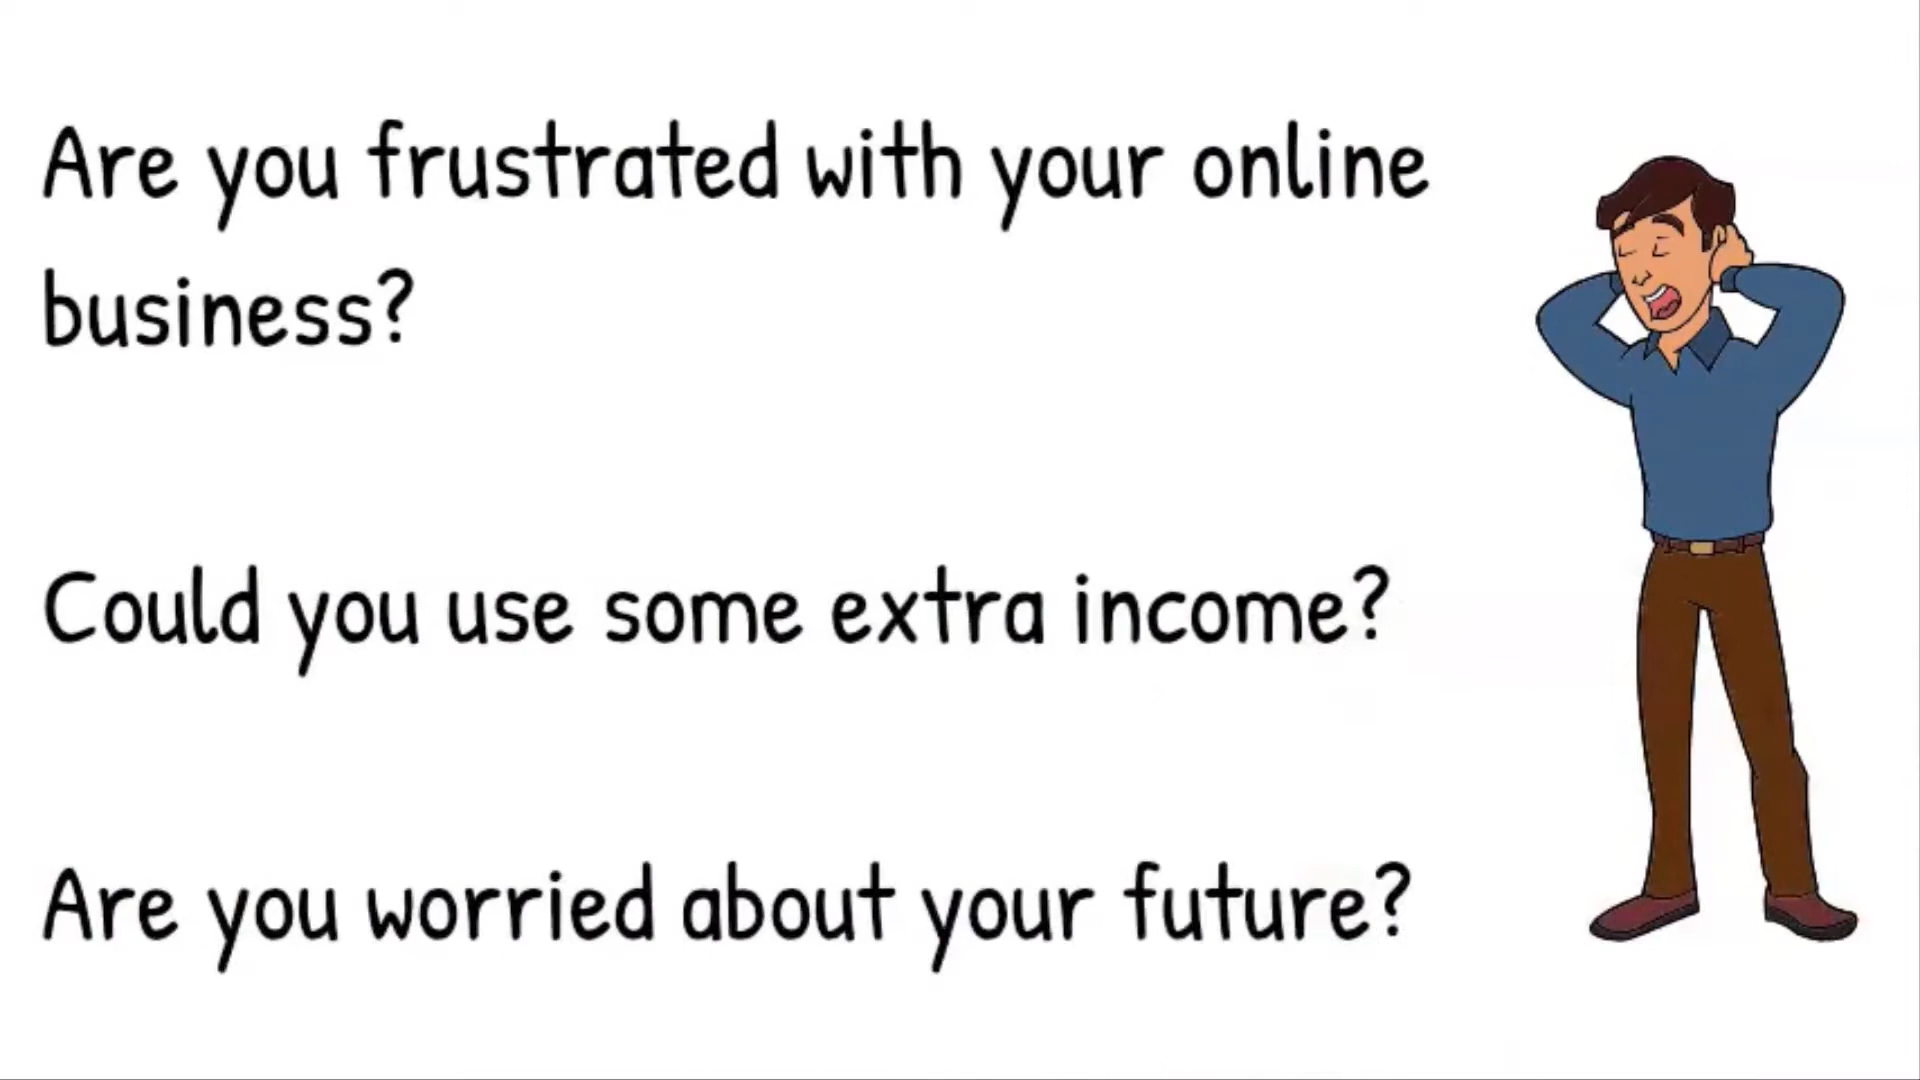 Are you frustrated with your online
business?
Could you use some extra income?
Are you worried about your future?